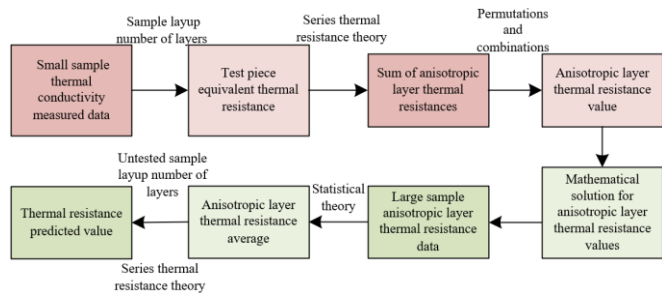 Sample layup
number of layers
Series thermal
resistance theory
Permutations
and
combinations
Small sample
thermal
conductivity
measured data
Test piece
equivalent thermal
resistance
Sum of anisotropic
layer thermal
resistances
Anisotropic layer
thermal resistance
value
Untested sample
layup number of
layers
Statistical
theory
Thermal resistance
predicted value
Anisotropic layer
thermal resistance
average
Large sample
anisotropic layer
thermal resistance
data
Mathematical
solution for
anisotropic layer
thermal resistance
values
Series thermal
resistance theory